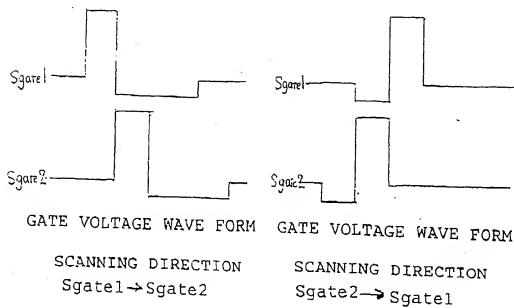 Sgate1
Sgate1
Sgate2
Sgate2
GATE VOLTAGE WAVE FORM
GATE VOLTAGE WAVE FORM
SCANNING DIRECTION
SCANNING DIRECTION
Sgate1→Sgate2
Sgate2→Sgate1